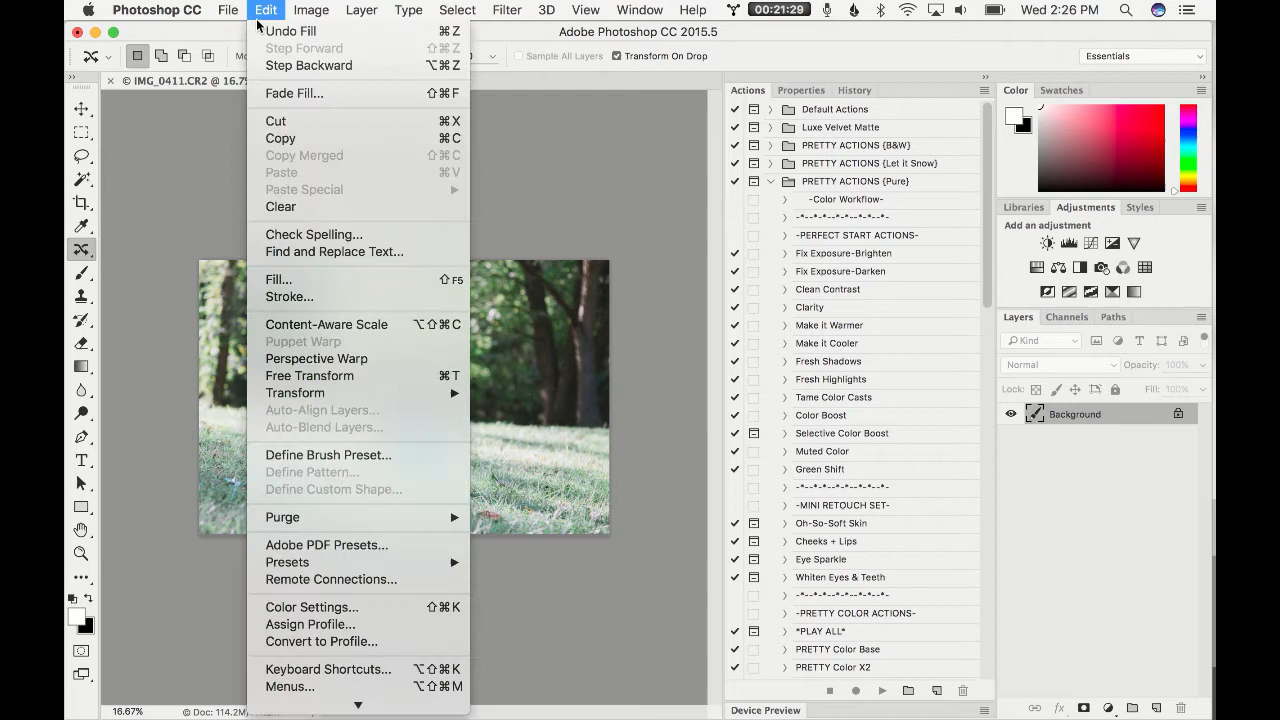 Photoshop CC File Edit Image Layer Type Select Filter 3D View Window Help 00:21:29 Wed 2:26 PM
Adobe Photoshop CC 2015.5
Sample All Layers Transform On Drop Essentials
© IMG_0411.CR2 @ 16.7%
Undo Fill ⌘Z
Step Forward ⇧⌘Z
Step Backward ⌥⌘Z
Fade Fill... ⇧⌘F
Cut ⌘X
Copy ⌘C
Copy Merged ⇧⌘C
Paste ⌘V
Paste Special
Clear
Check Spelling...
Find and Replace Text...
Fill... ⇧F5
Stroke...
Content-Aware Scale ⌥⇧⌘C
Puppet Warp
Perspective Warp
Free Transform ⌘T
Transform
Auto-Align Layers...
Auto-Blend Layers...
Define Brush Preset...
Define Pattern...
Define Custom Shape...
Purge
Adobe PDF Presets...
Presets
Remote Connections...
Color Settings... ⇧⌘K
Assign Profile...
Convert to Profile...
Keyboard Shortcuts... ⌥⇧⌘K
Menus... ⌥⇧⌘M
16.67% Doc: 114.2M
Actions Properties History
Default Actions
Luxe Velvet Matte
PRETTY ACTIONS {B&W}
PRETTY ACTIONS {Let it Snow}
PRETTY ACTIONS {Pure}
-Color Workflow-
-*--*--*--*--*--*--*-
-PERFECT START ACTIONS-
Fix Exposure-Brighten
Fix Exposure-Darken
Clean Contrast
Clarity
Make it Warmer
Make it Cooler
Fresh Shadows
Fresh Highlights
Tame Color Casts
Color Boost
Selective Color Boost
Muted Color
Green Shift
-*--*--*--*--*--*--*-
-MINI RETOUCH SET-
Oh-So-Soft Skin
Cheeks + Lips
Eye Sparkle
Whiten Eyes & Teeth
-*--*--*--*--*--*--*-
-PRETTY COLOR ACTIONS-
*PLAY ALL*
PRETTY Color Base
PRETTY Color X2
Device Preview
Color Swatches
Libraries Adjustments Styles
Add an adjustment
Layers Channels Paths
Kind
Normal Opacity: 100%
Lock: Fill: 100%
Background